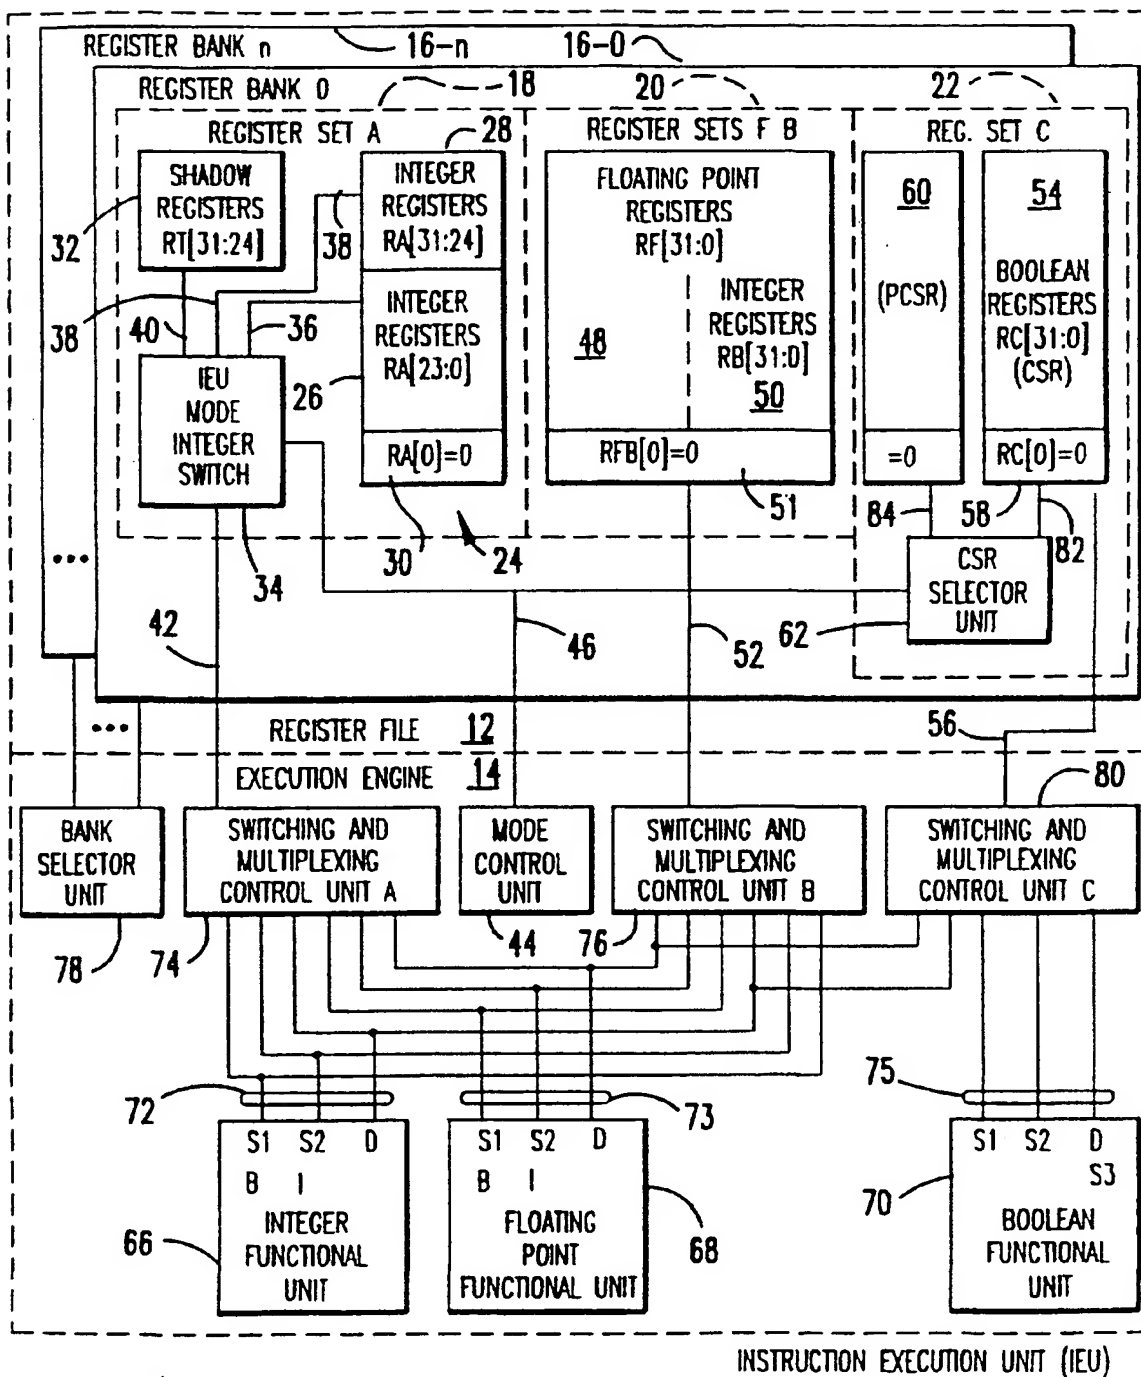 REGISTER BANK n
16-n
16-0
REGISTER BANK 0
18
20
22
REGISTER SET A
28
REGISTER SETS F B
REG. SET C
SHADOW
REGISTERS
RT[31:24]
32
38
INTEGER
REGISTERS
RA[31:24]
FLOATING POINT
REGISTERS
RF[31:0]
60
54
(PCSR)
BOOLEAN
REGISTERS
RC[31:0]
(CSR)
38
40
36
INTEGER
REGISTERS
RA[23:0]
26
48
INTEGER
REGISTERS
RB[31:0]
50
IEU
MODE
INTEGER
SWITCH
RA[0]=0
RFB[0]=0
=0
RC[0]=0
51
84
58
82
30
24
34
CSR
SELECTOR
UNIT
62
...
42
46
52
56
...
REGISTER FILE 12
EXECUTION ENGINE 14
80
BANK
SELECTOR
UNIT
SWITCHING AND
MULTIPLEXING
CONTROL UNIT A
MODE
CONTROL
UNIT
SWITCHING AND
MULTIPLEXING
CONTROL UNIT B
SWITCHING AND
MULTIPLEXING
CONTROL UNIT C
78
74
44
76
72
73
75
S1 S2 D
B I
INTEGER
FUNCTIONAL
UNIT
66
S1 S2 D
B I
FLOATING
POINT
FUNCTIONAL UNIT
68
S1 S2 D
S3
BOOLEAN
FUNCTIONAL
UNIT
70
INSTRUCTION EXECUTION UNIT (IEU)